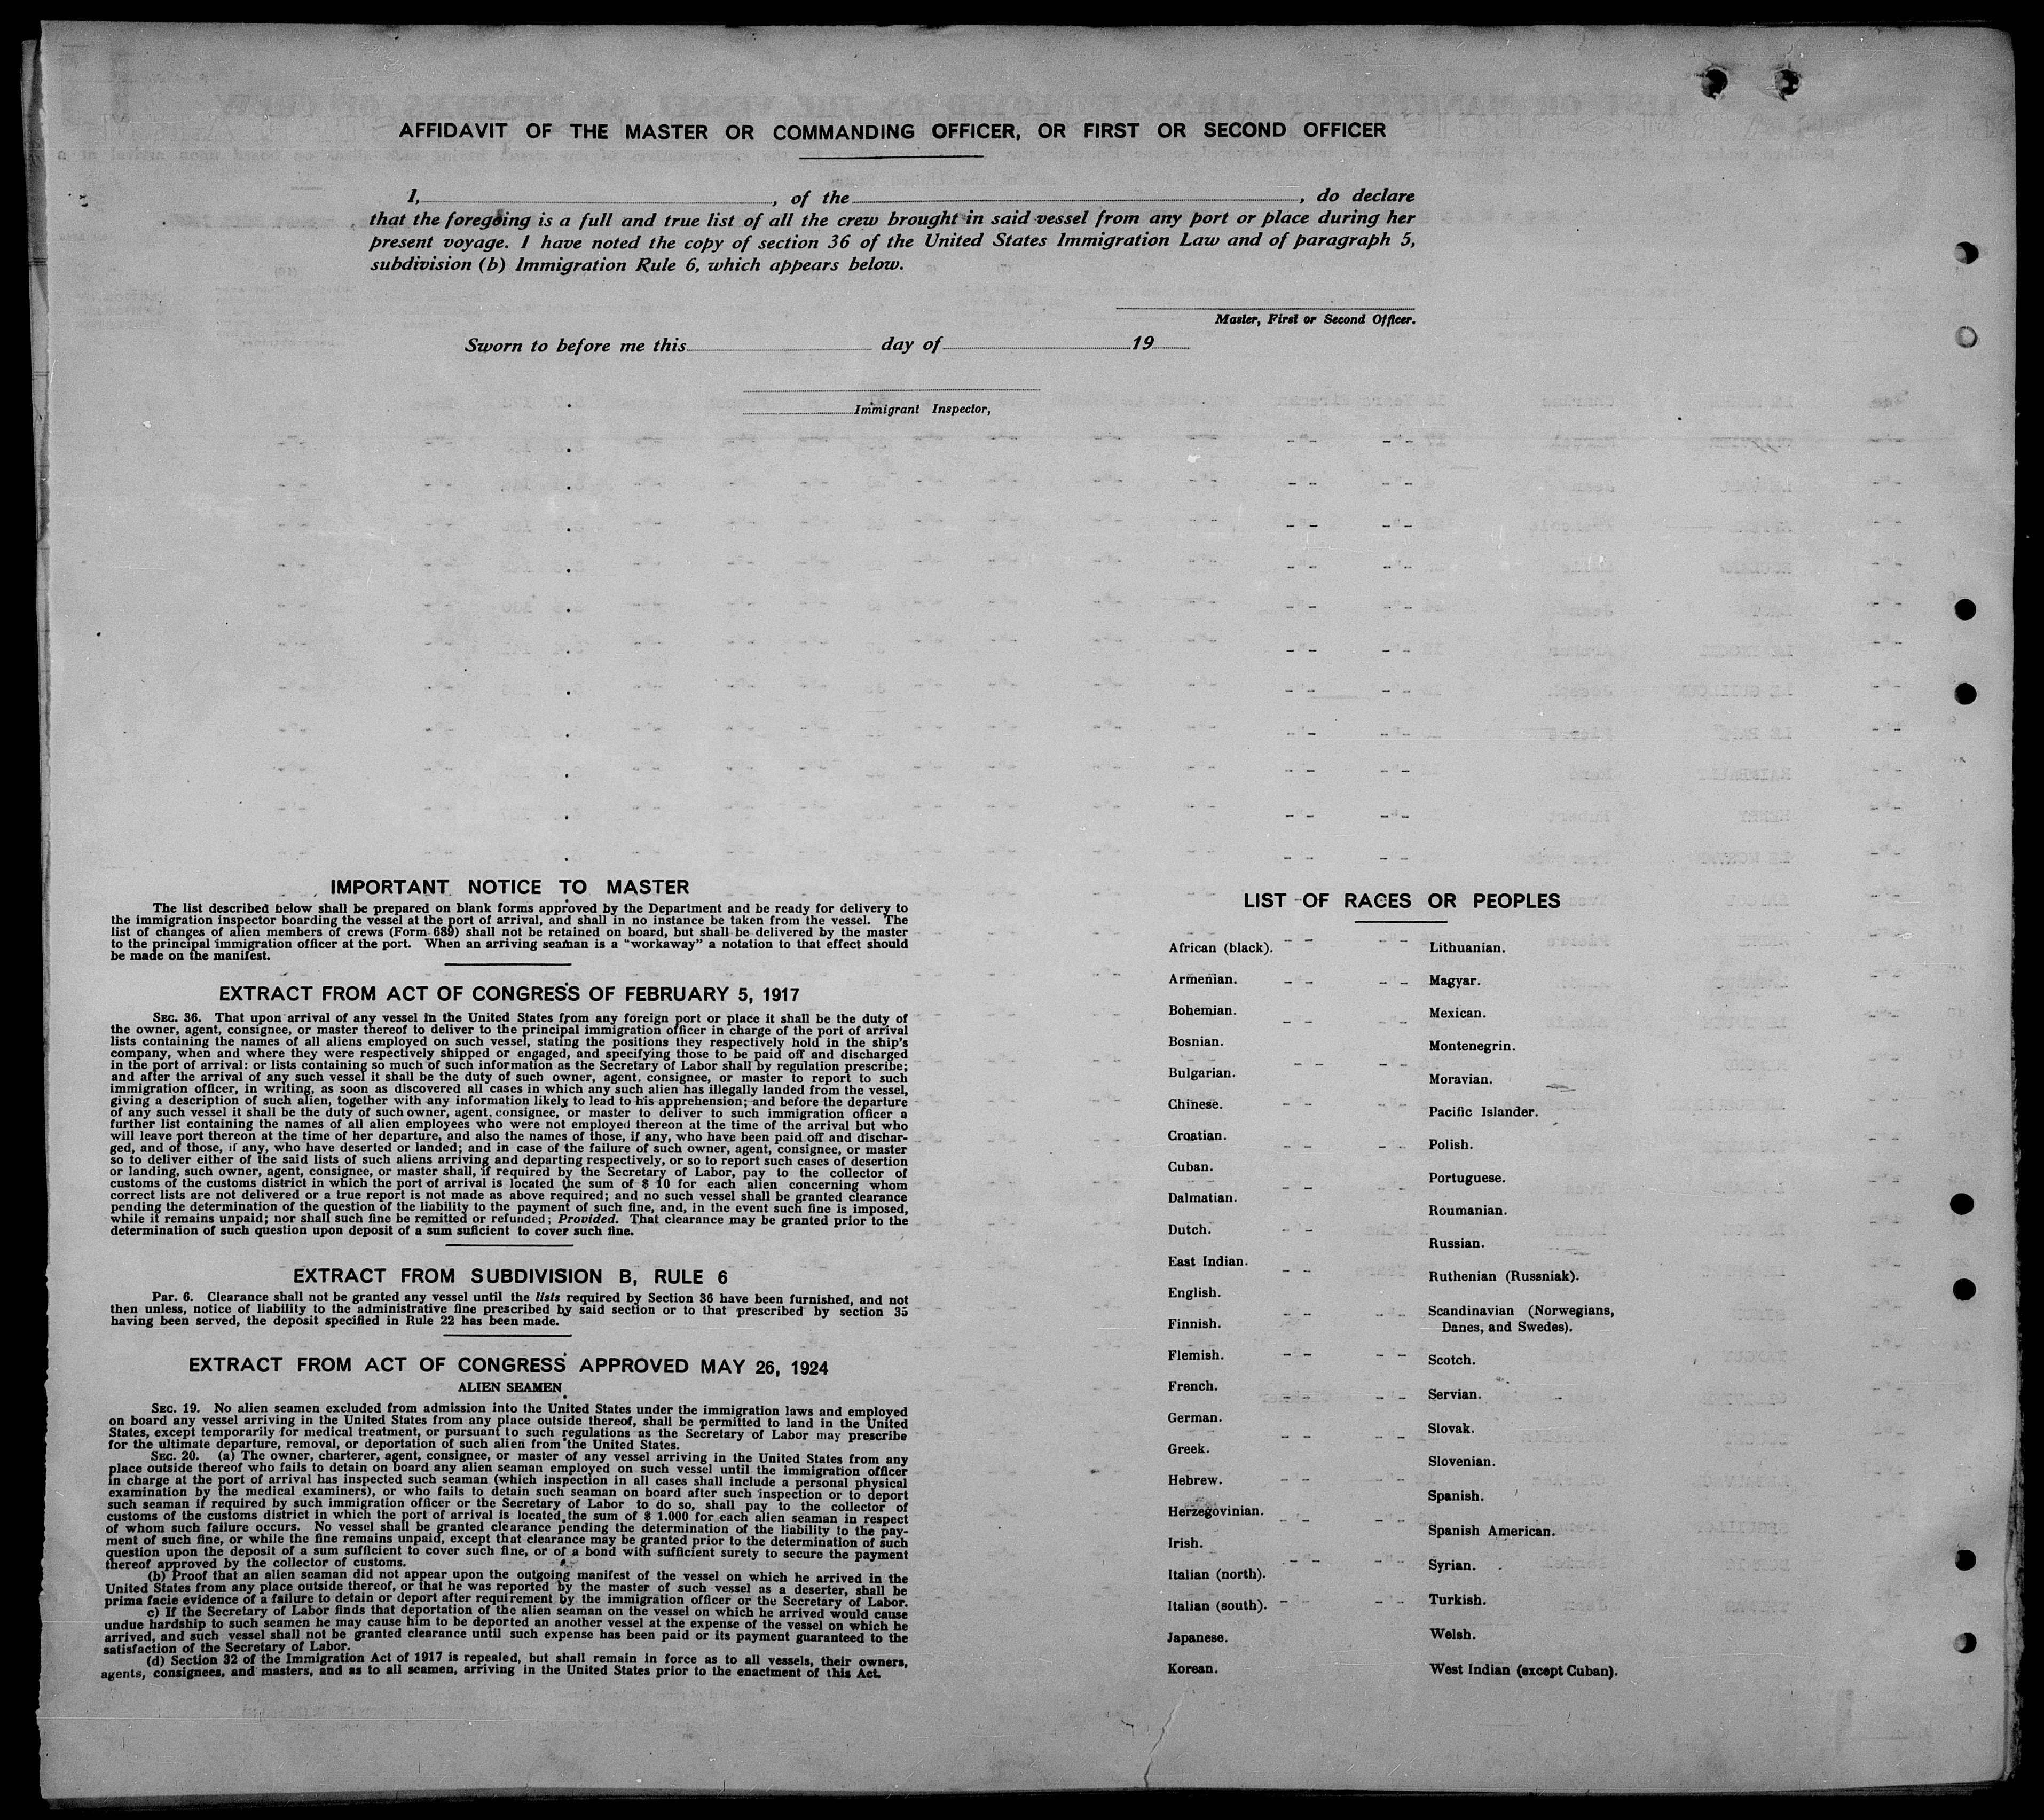 AFFIDAVIT OF THE MASTER OR COMMANDING OFFICER, OR FIRST OR SECOND OFFICER
I, , of the , do declare
that the foregoing is a full and true list of all the crew brought in said vessel from any port or place during her
present voyage. I have noted the copy of section 36 of the United States Immigration Law and of paragraph 5,
subdivision (b) Immigration Rule 6, which appears below.
Master, First or Second Officer.
Sworn to before me this day of 19
Immigrant Inspector,
IMPORTANT NOTICE TO MASTER
The list described below shall be prepared on blank forms approved by the Department and be ready for delivery to
the immigration inspector boarding the vessel at the port of arrival, and shall in no instance be taken from the vessel. The
list of changes of alien members of crews (Form 689) shall not be retained on board, but shall be delivered by the master
to the principal immigration officer at the port. When an arriving seaman is a "workaway" a notation to that effect should
be made on the manifest.
EXTRACT FROM ACT OF CONGRESS OF FEBRUARY 5, 1917
SEC. 36. That upon arrival of any vessel in the United States from any foreign port or place it shall be the duty of
the owner, agent, consignee, or master thereof to deliver to the principal immigration officer in charge of the port of arrival
lists containing the names of all aliens employed on such vessel, stating the positions they respectively hold in the ship's
company, when and where they were respectively shipped or engaged, and specifying those to be paid off and discharged
in the port of arrival: or lists containing so much of such information as the Secretary of Labor shall by regulation prescribe;
and after the arrival of any such vessel it shall be the duty of such owner, agent, consignee, or master to report to such
immigration officer, in writing, as soon as discovered all cases in which any such alien has illegally landed from the vessel,
giving a description of such alien, together with any information likely to lead to his apprehension; and before the departure
of any such vessel it shall be the duty of such owner, agent, consignee, or master to deliver to such immigration officer a
further list containing the names of all alien employees who were not employed thereon at the time of the arrival but who
will leave port thereon at the time of her departure, and also the names of those, if any, who have been paid off and dischar-
ged, and of those, if any, who have deserted or landed; and in case of the failure of such owner, agent, consignee, or master
so to deliver either of the said lists of such aliens arriving and departing respectively, or so to report such cases of desertion
or landing, such owner, agent, consignee, or master shall, if required by the Secretary of Labor, pay to the collector of
customs of the customs district in which the port of arrival is located the sum of $ 10 for each alien concerning whom
correct lists are not delivered or a true report is not made as above required; and no such vessel shall be granted clearance
pending the determination of the question of the liability to the payment of such fine, and, in the event such fine is imposed,
while it remains unpaid; nor shall such fine be remitted or refunded; Provided. That clearance may be granted prior to the
determination of such question upon deposit of a sum suficient to cover such fine.
EXTRACT FROM SUBDIVISION B, RULE 6
Par. 6. Clearance shall not be granted any vessel until the lists required by Section 36 have been furnished, and not
then unless, notice of liability to the administrative fine prescribed by said section or to that prescribed by section 35
having been served, the deposit specified in Rule 22 has been made.
EXTRACT FROM ACT OF CONGRESS APPROVED MAY 26, 1924
ALIEN SEAMEN
SEC. 19. No alien seamen excluded from admission into the United States under the immigration laws and employed
on board any vessel arriving in the United States from any place outside thereof, shall be permitted to land in the United
States, except temporarily for medical treatment, or pursuant to such regulations as the Secretary of Labor may prescribe
for the ultimate departure, removal, or deportation of such alien from the United States.
SEC. 20. (a) The owner, charterer, agent, consignee, or master of any vessel arriving in the United States from any
place outside thereof who fails to detain on board any alien seaman employed on such vessel until the immigration officer
in charge at the port of arrival has inspected such seaman (which inspection in all cases shall include a personal physical
examination by the medical examiners), or who fails to detain such seaman on board after such inspection or to deport
such seaman if required by such immigration officer or the Secretary of Labor to do so, shall pay to the collector of
customs of the customs district in which the port of arrival is located the sum of $ 1.000 for each alien seaman in respect
of whom such failure occurs. No vessel shall be granted clearance pending the determination of the liability to the pay-
ment of such fine, or while the fine remains unpaid, except that clearance may be granted prior to the determination of such
question upon the deposit of a sum sufficient to cover such fine, or of a bond with sufficient surety to secure the payment
thereof approved by the collector of customs.
(b) Proof that an alien seaman did not appear upon the outgoing manifest of the vessel on which he arrived in the
United States from any place outside thereof, or that he was reported by the master of such vessel as a deserter, shall be
prima facie evidence of a failure to detain or deport after requirement by the immigration officer or the Secretary of Labor.
c) If the Secretary of Labor finds that deportation of the alien seaman on the vessel on which he arrived would cause
undue hardship to such seamen he may cause him to be deported an another vessel at the expense of the vessel on which he
arrived, and such vessel shall not be granted clearance until such expense has been paid or its payment guaranteed to the
satisfaction of the Secretary of Labor.
(d) Section 32 of the Immigration Act of 1917 is repealed, but shall remain in force as to all vessels, their owners,
agents, consignees, and masters, and as to all seamen, arriving in the United States prior to the enactment of this Act.
LIST OF RACES OR PEOPLES
African (black).
Armenian.
Bohemian.
Bosnian.
Bulgarian.
Chinese.
Croatian.
Cuban.
Dalmatian.
Dutch.
East Indian.
English.
Finnish.
Flemish.
French.
German.
Greek.
Hebrew.
Herzegovinian.
Irish.
Italian (north).
Italian (south).
Japanese.
Korean.
Lithuanian.
Magyar.
Mexican.
Montenegrin.
Moravian.
Pacific Islander.
Polish.
Portuguese.
Roumanian.
Russian.
Ruthenian (Russniak).
Scandinavian (Norwegians,
Danes, and Swedes).
Scotch.
Servian.
Slovak.
Slovenian.
Spanish.
Spanish American.
Syrian.
Turkish.
Welsh.
West Indian (except Cuban).